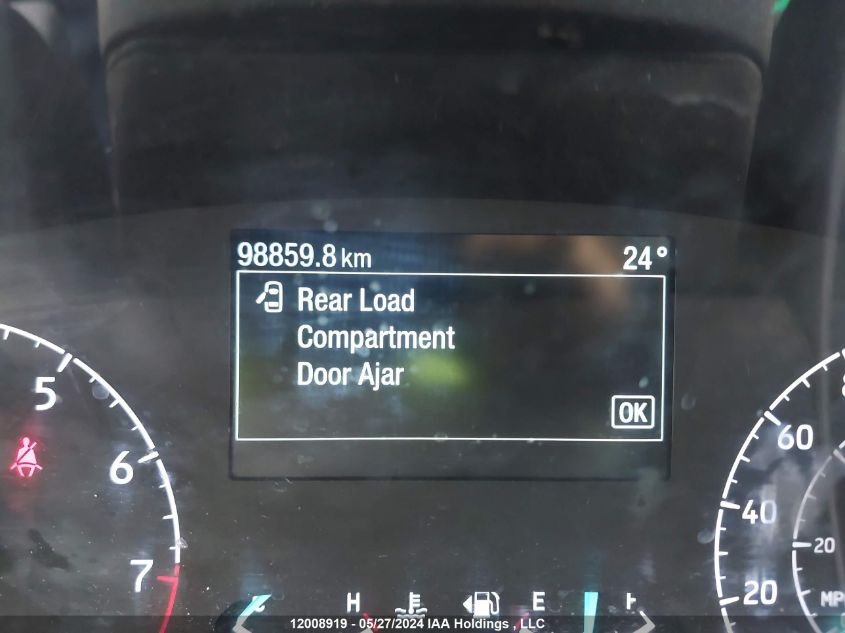 98859.8 km 24°
Rear Load
Compartment
Door Ajar
OK
5
6
7
60
40
20
20
H E
12008919 - 05/27/2024 IAA Holdings , LLC